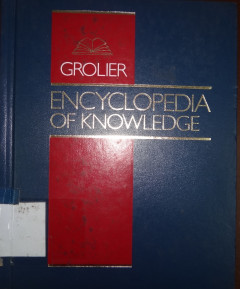 GROLIER
ENCYCLOPEDIA
OF KNOWLEDGE